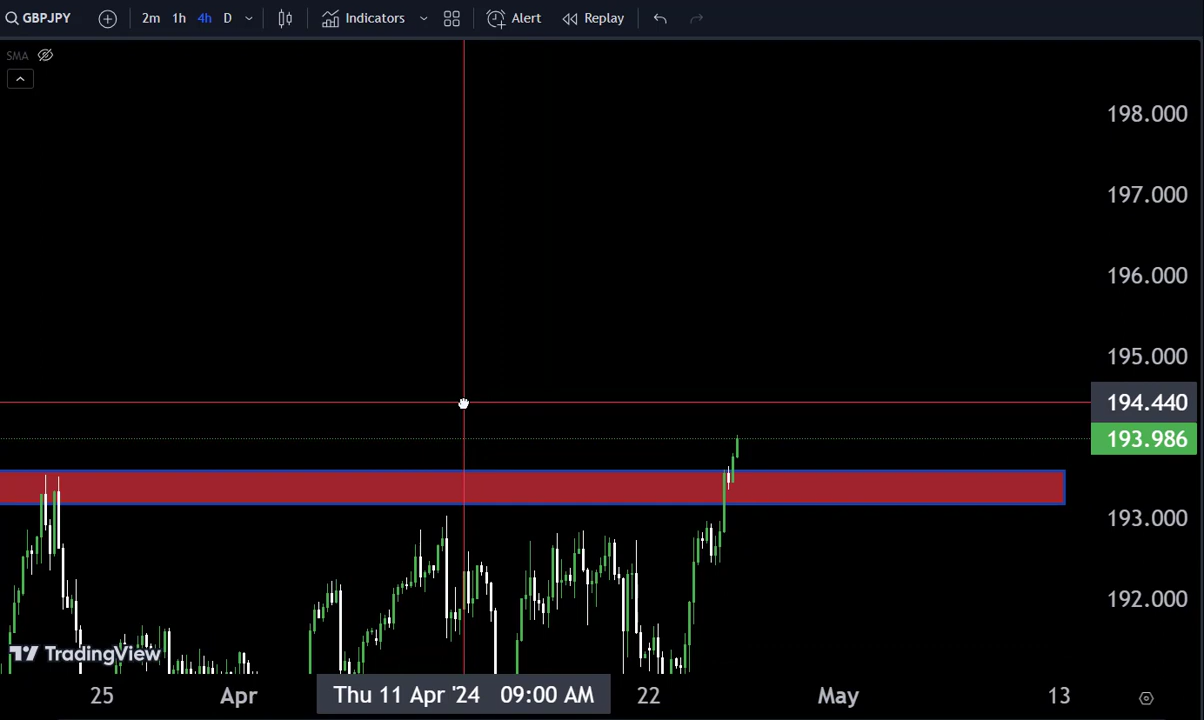 GBPJPY 2m 1h 4h D Indicators Alert Replay
SMA
198.000
197.000
196.000
195.000
194.440
193.986
193.000
192.000
TradingView
25 Apr Thu 11 Apr '24 09:00 AM 22 May 13